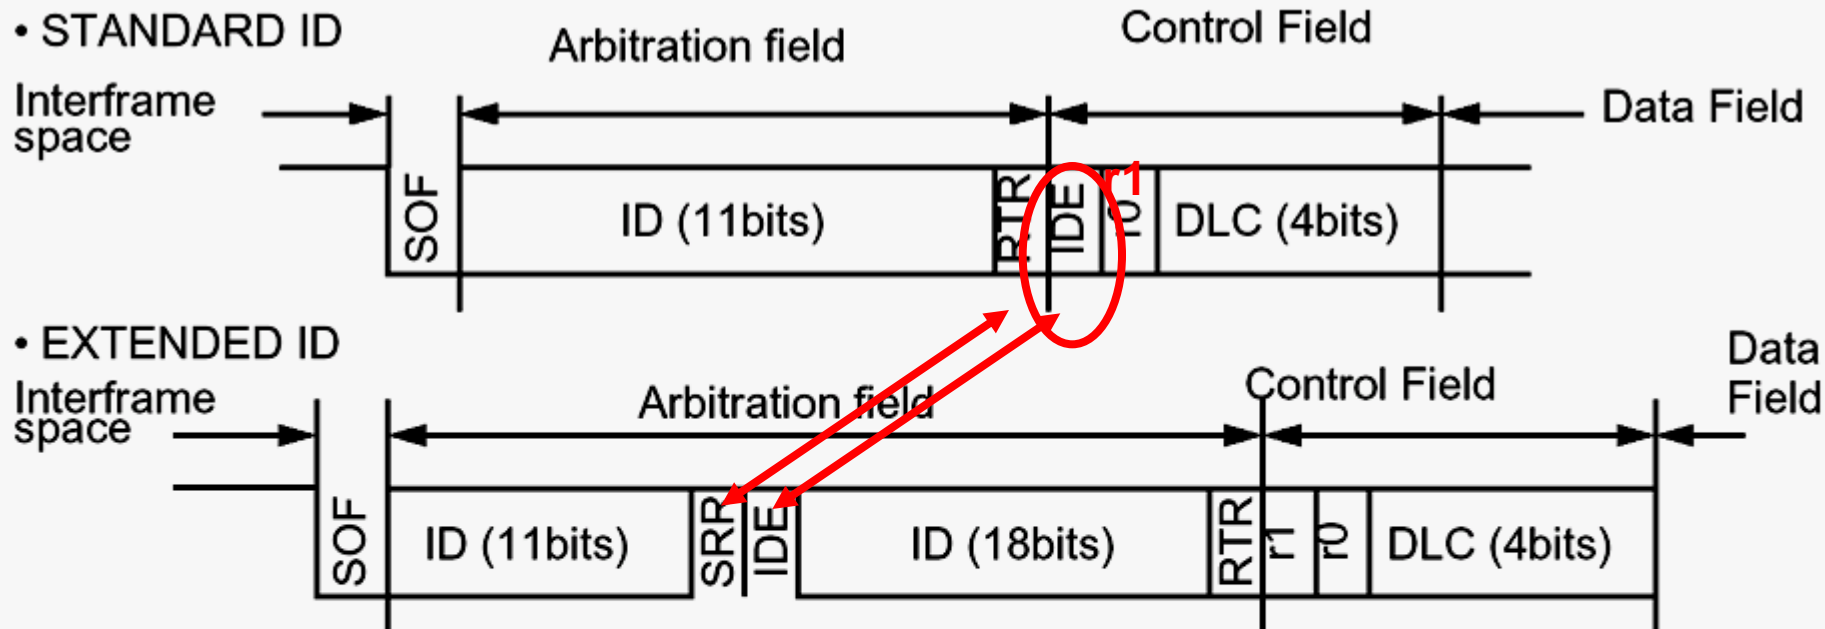 • STANDARD ID
Arbitration field
Control Field
Interframe
space
Data Field
SOF
ID (11bits)
RTR
IDE
r1
r0
DLC (4bits)
• EXTENDED ID
Interframe
space
Arbitration field
Control Field
Data
Field
SOF
ID (11bits)
SRR
IDE
ID (18bits)
RTR
r1
r0
DLC (4bits)